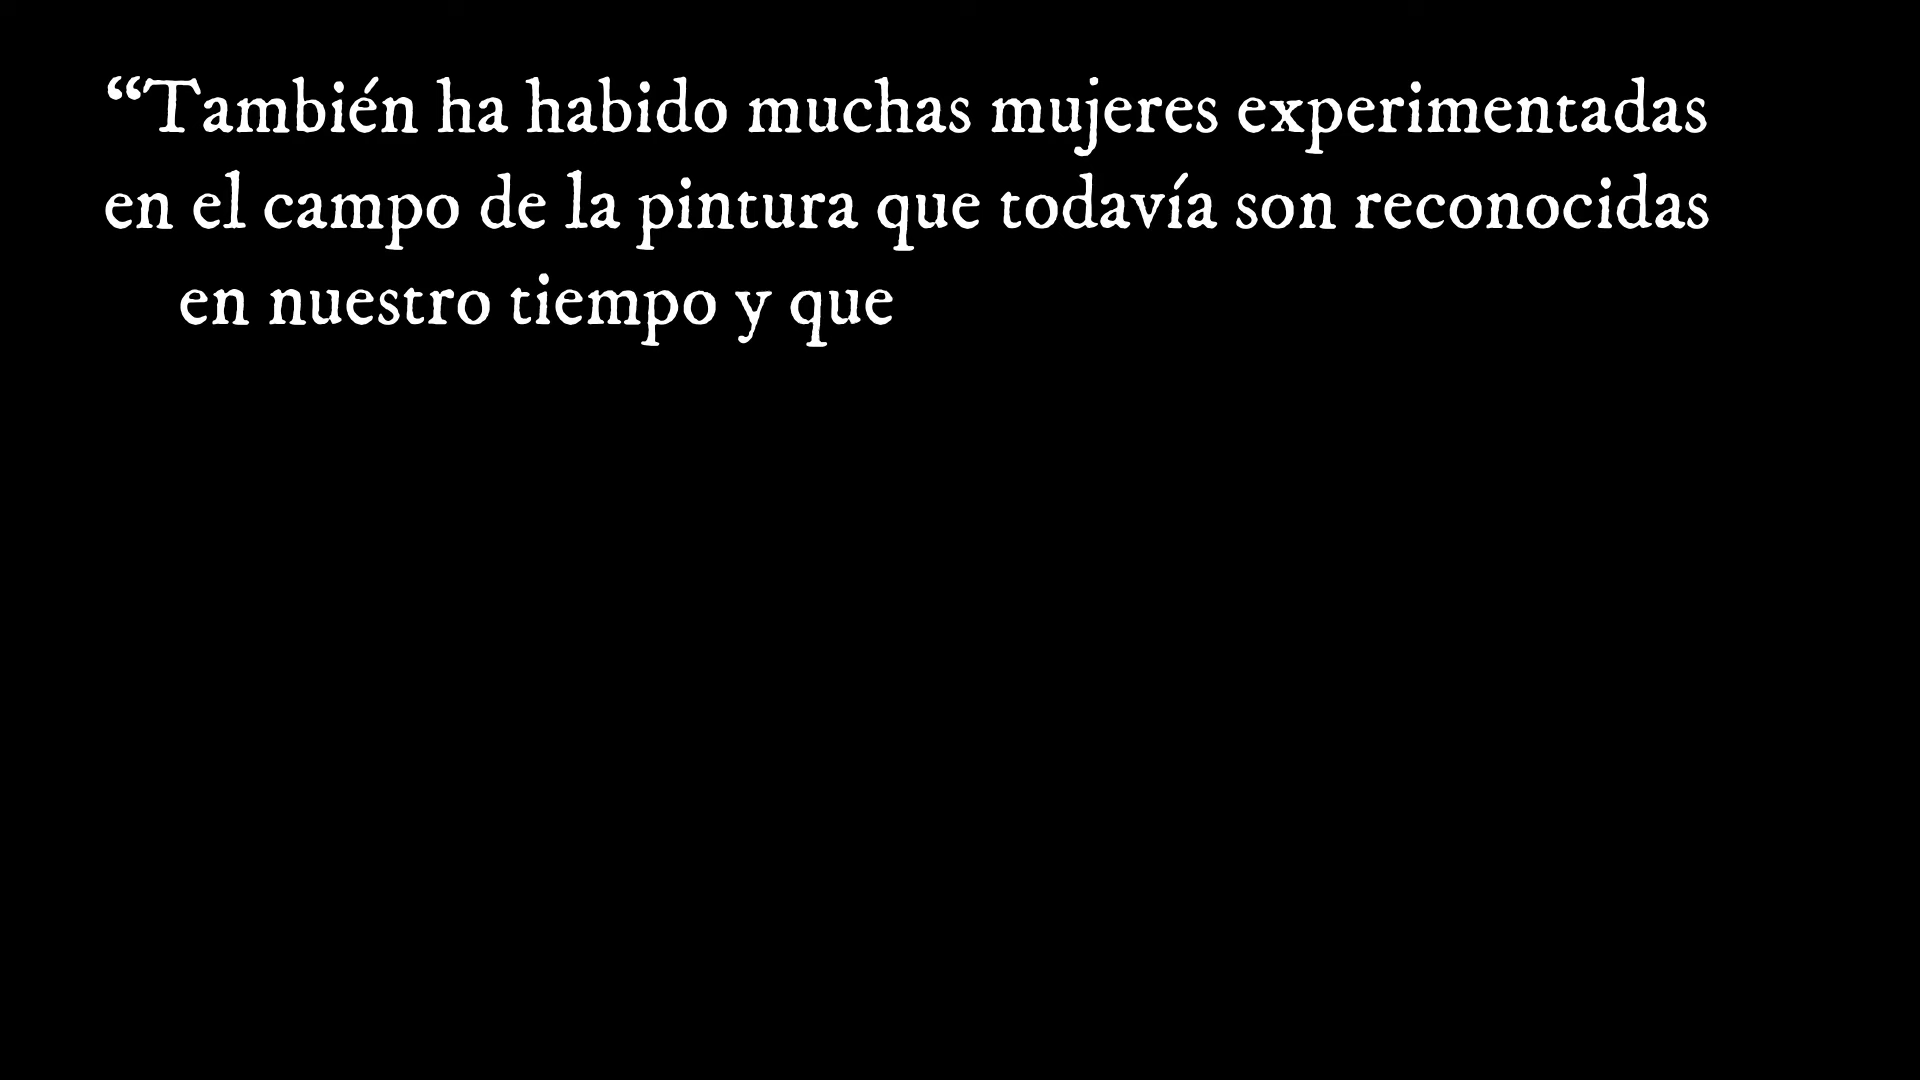 “También ha habido muchas mujeres experimentadas
en el campo de la pintura que todavía son reconocidas
en nuestro tiempo y que